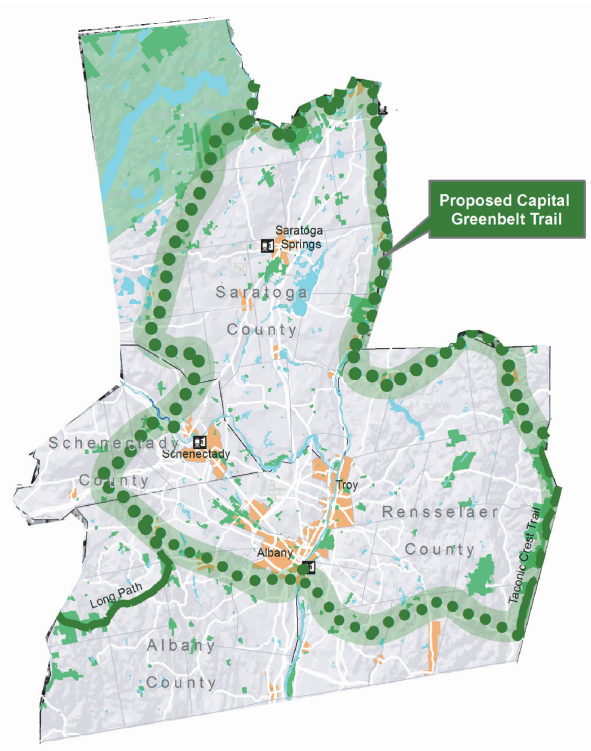 Proposed Capital
Greenbelt Trail
Saratoga
Springs
Saratoga
County
Schenectady
County
Schenectady
Troy
Rensselaer
County
Albany
Taconic Crest Trail
Long Path
Albany
County